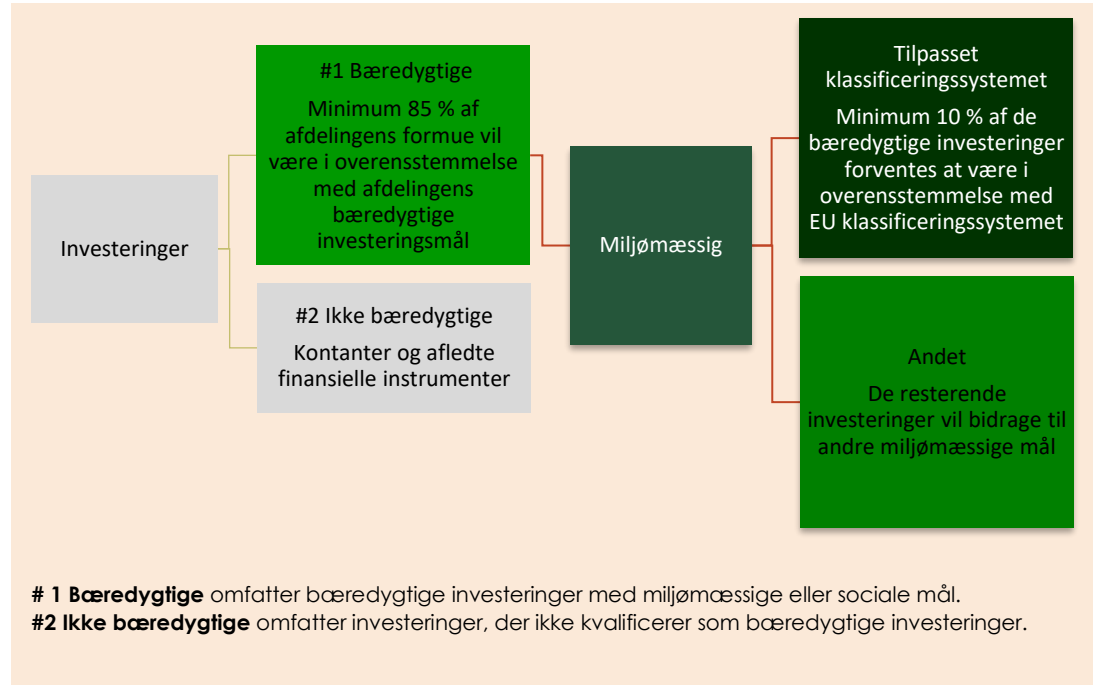 Investeringer
#1 Bæredygtige
Minimum 85 % af
afdelingens formue vil
være i overensstemmelse
med afdelingens
bæredygtige
investeringsmål
#2 Ikke bæredygtige
Kontanter og afledte
finansielle instrumenter
Miljømæssig
Tilpasset
klassificeringssystemet
Minimum 10 % af de
bæredygtige investeringer
forventes at være i
overensstemmelse med
EU klassificeringssystemet
Andet
De resterende
investeringer vil bidrage til
andre miljømæssige mål
# 1 Bæredygtige omfatter bæredygtige investeringer med miljømæssige eller sociale mål.
#2 Ikke bæredygtige omfatter investeringer, der ikke kvalificerer som bæredygtige investeringer.